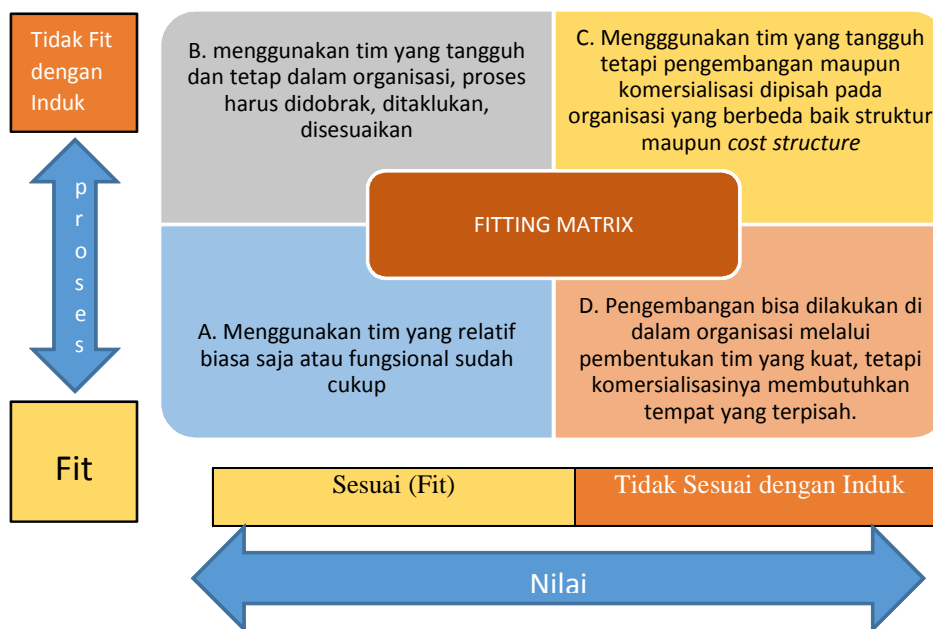 Tidak Fit
dengan
Induk
B. menggunakan tim yang tangguh
dan tetap dalam organisasi, proses
harus didobrak, ditaklukan,
disesuaikan
C. Mengggunakan tim yang tangguh
tetapi pengembangan maupun
komersialisasi dipisah pada
organisasi yang berbeda baik struktur
maupun cost structure
proses
FITTING MATRIX
A. Menggunakan tim yang relatif
biasa saja atau fungsional sudah
cukup
D. Pengembangan bisa dilakukan di
dalam organisasi melalui
pembentukan tim yang kuat, tetapi
komersialisasinya membutuhkan
tempat yang terpisah.
Fit
Sesuai (Fit)
Tidak Sesuai dengan Induk
Nilai